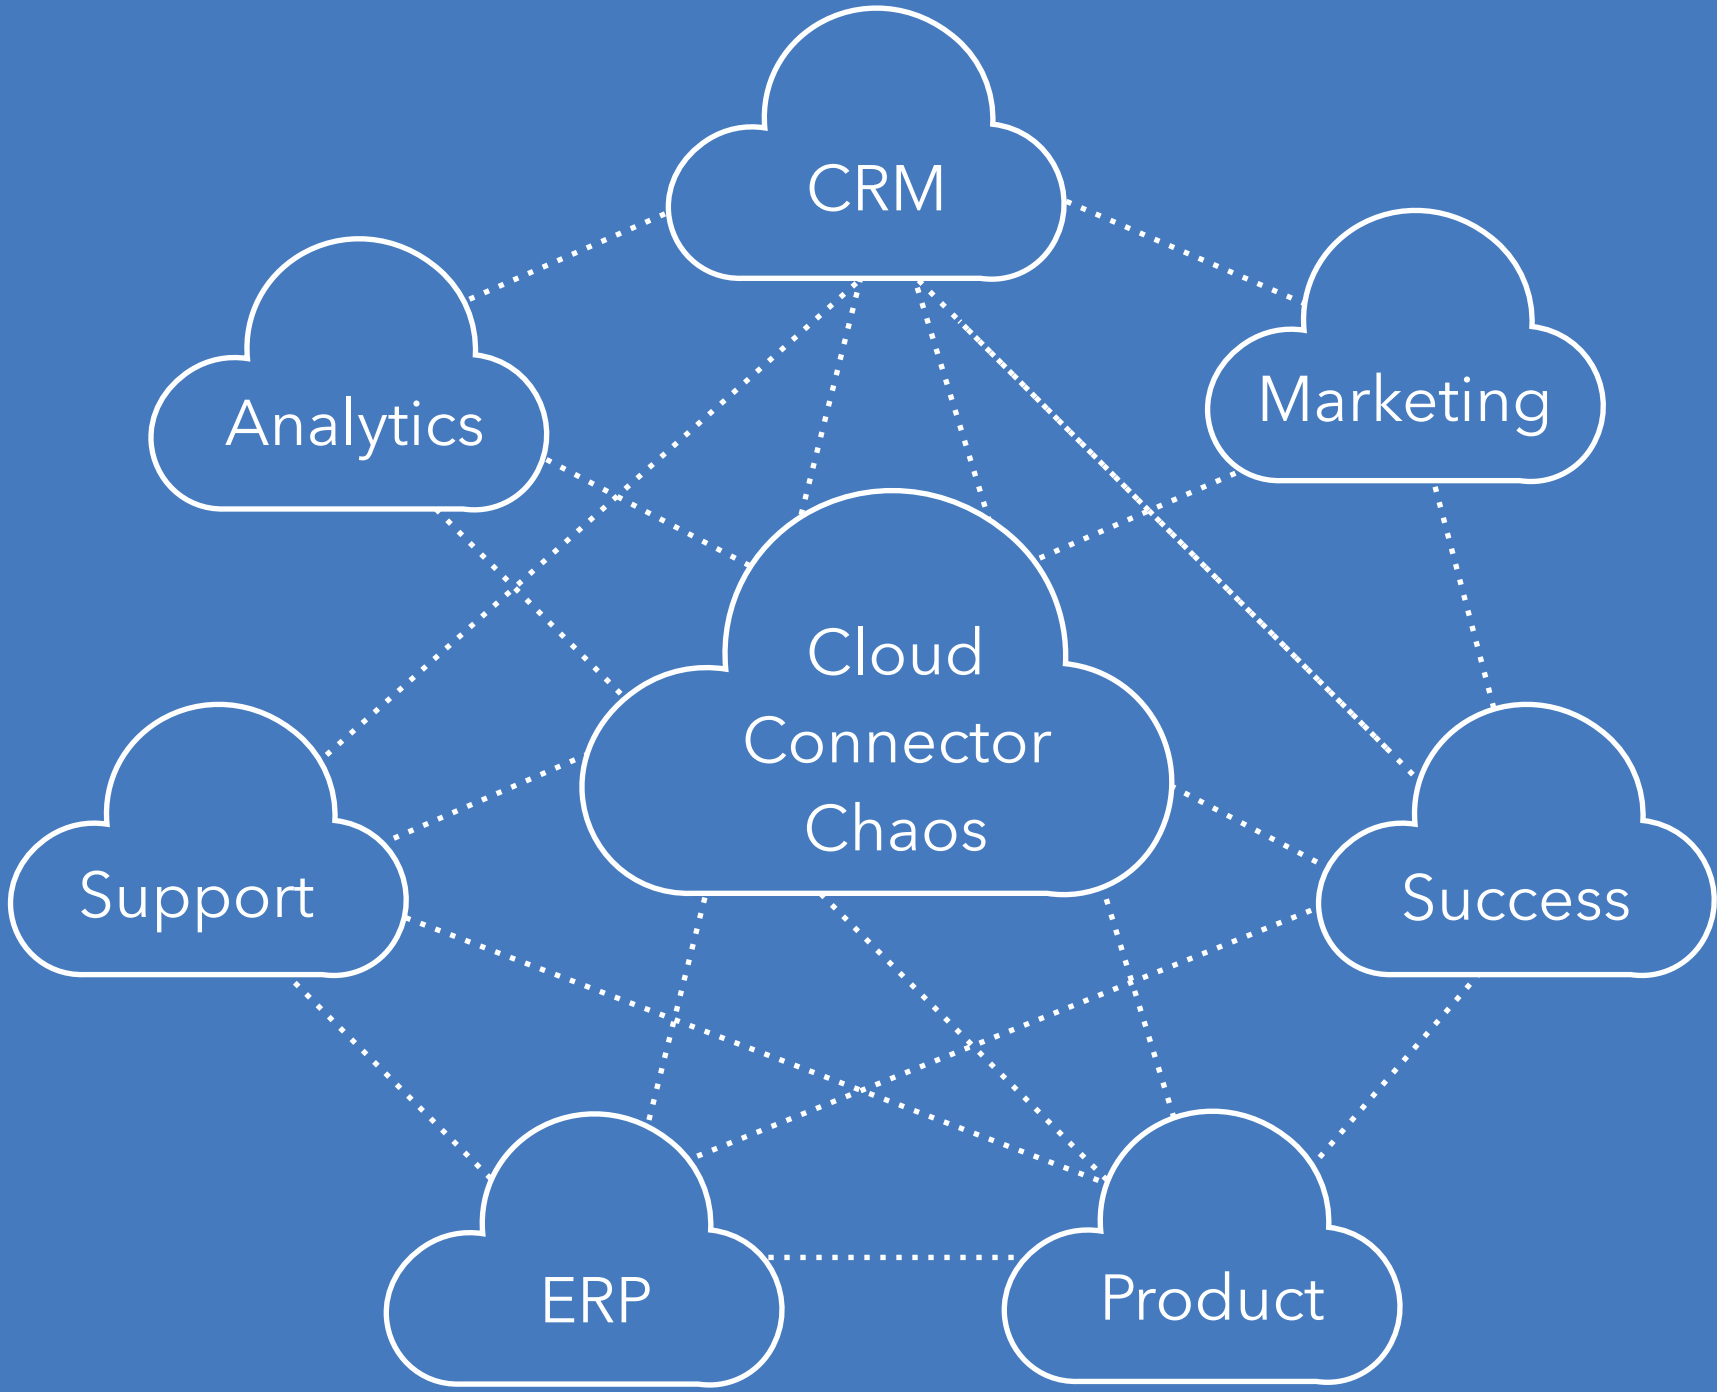 CRM
Analytics
Marketing
Cloud
Connector
Chaos
Support
Success
ERP
Product